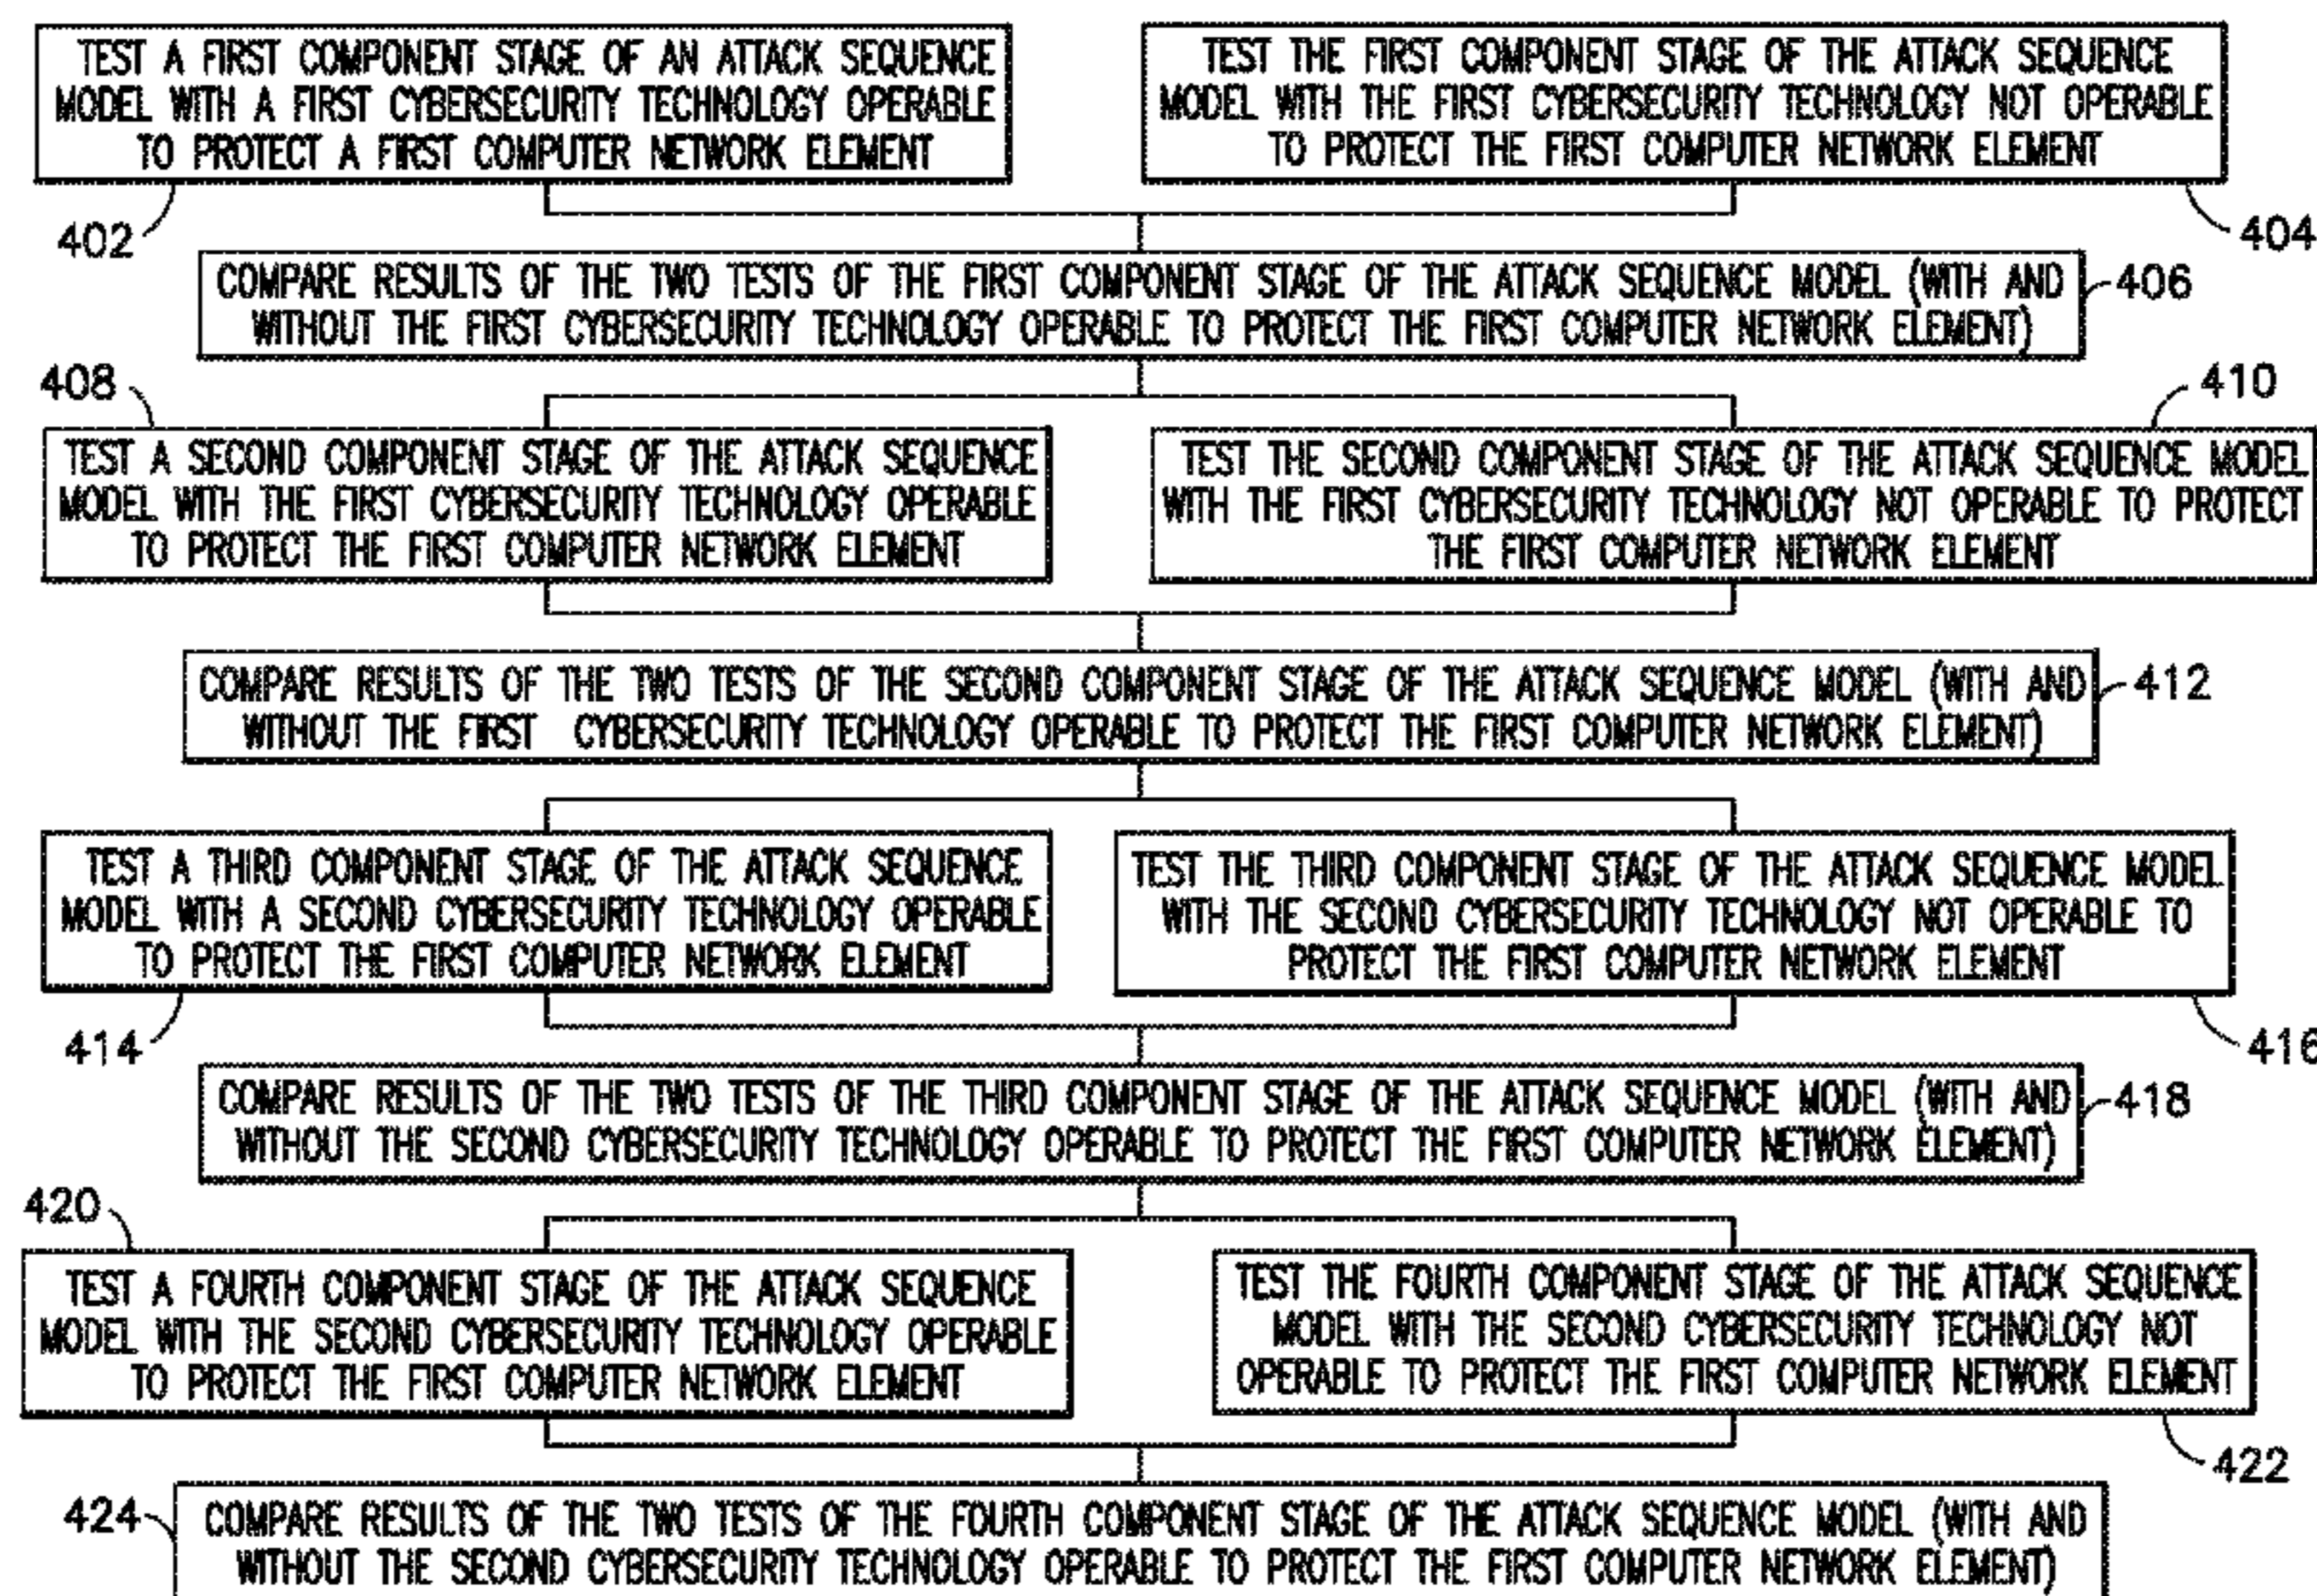 TEST A FIRST COMPONENT STAGE OF AN ATTACK SEQUENCE
MODEL WITH A FIRST CYBERSECURITY TECHNOLOGY OPERABLE
TO PROTECT A FIRST COMPUTER NETWORK ELEMENT
402
TEST THE FIRST COMPONENT STAGE OF THE ATTACK SEQUENCE
MODEL WITH THE FIRST CYBERSECURITY TECHNOLOGY NOT OPERABLE
TO PROTECT THE FIRST COMPUTER NETWORK ELEMENT
404
COMPARE RESULTS OF THE TWO TESTS OF THE FIRST COMPONENT STAGE OF THE ATTACK SEQUENCE MODEL (WITH AND
WITHOUT THE FIRST CYBERSECURITY TECHNOLOGY OPERABLE TO PROTECT THE FIRST COMPUTER NETWORK ELEMENT)
406
408
TEST A SECOND COMPONENT STAGE OF THE ATTACK SEQUENCE
MODEL WITH THE FIRST CYBERSECURITY TECHNOLOGY OPERABLE
TO PROTECT THE FIRST COMPUTER NETWORK ELEMENT
410
TEST THE SECOND COMPONENT STAGE OF THE ATTACK SEQUENCE MODEL
WITH THE FIRST CYBERSECURITY TECHNOLOGY NOT OPERABLE TO PROTECT
THE FIRST COMPUTER NETWORK ELEMENT
COMPARE RESULTS OF THE TWO TESTS OF THE SECOND COMPONENT STAGE OF THE ATTACK SEQUENCE MODEL (WITH AND
WITHOUT THE FIRST CYBERSECURITY TECHNOLOGY OPERABLE TO PROTECT THE FIRST COMPUTER NETWORK ELEMENT)
412
TEST A THIRD COMPONENT STAGE OF THE ATTACK SEQUENCE
MODEL WITH A SECOND CYBERSECURITY TECHNOLOGY OPERABLE
TO PROTECT THE FIRST COMPUTER NETWORK ELEMENT
414
TEST THE THIRD COMPONENT STAGE OF THE ATTACK SEQUENCE MODEL
WITH THE SECOND CYBERSECURITY TECHNOLOGY NOT OPERABLE TO
PROTECT THE FIRST COMPUTER NETWORK ELEMENT
416
COMPARE RESULTS OF THE TWO TESTS OF THE THIRD COMPONENT STAGE OF THE ATTACK SEQUENCE MODEL (WITH AND
WITHOUT THE SECOND CYBERSECURITY TECHNOLOGY OPERABLE TO PROTECT THE FIRST COMPUTER NETWORK ELEMENT)
418
420
TEST A FOURTH COMPONENT STAGE OF THE ATTACK SEQUENCE
MODEL WITH THE SECOND CYBERSECURITY TECHNOLOGY OPERABLE
TO PROTECT THE FIRST COMPUTER NETWORK ELEMENT
TEST THE FOURTH COMPONENT STAGE OF THE ATTACK SEQUENCE
MODEL WITH THE SECOND CYBERSECURITY TECHNOLOGY NOT
OPERABLE TO PROTECT THE FIRST COMPUTER NETWORK ELEMENT
422
424
COMPARE RESULTS OF THE TWO TESTS OF THE FOURTH COMPONENT STAGE OF THE ATTACK SEQUENCE MODEL (WITH AND
WITHOUT THE SECOND CYBERSECURITY TECHNOLOGY OPERABLE TO PROTECT THE FIRST COMPUTER NETWORK ELEMENT)